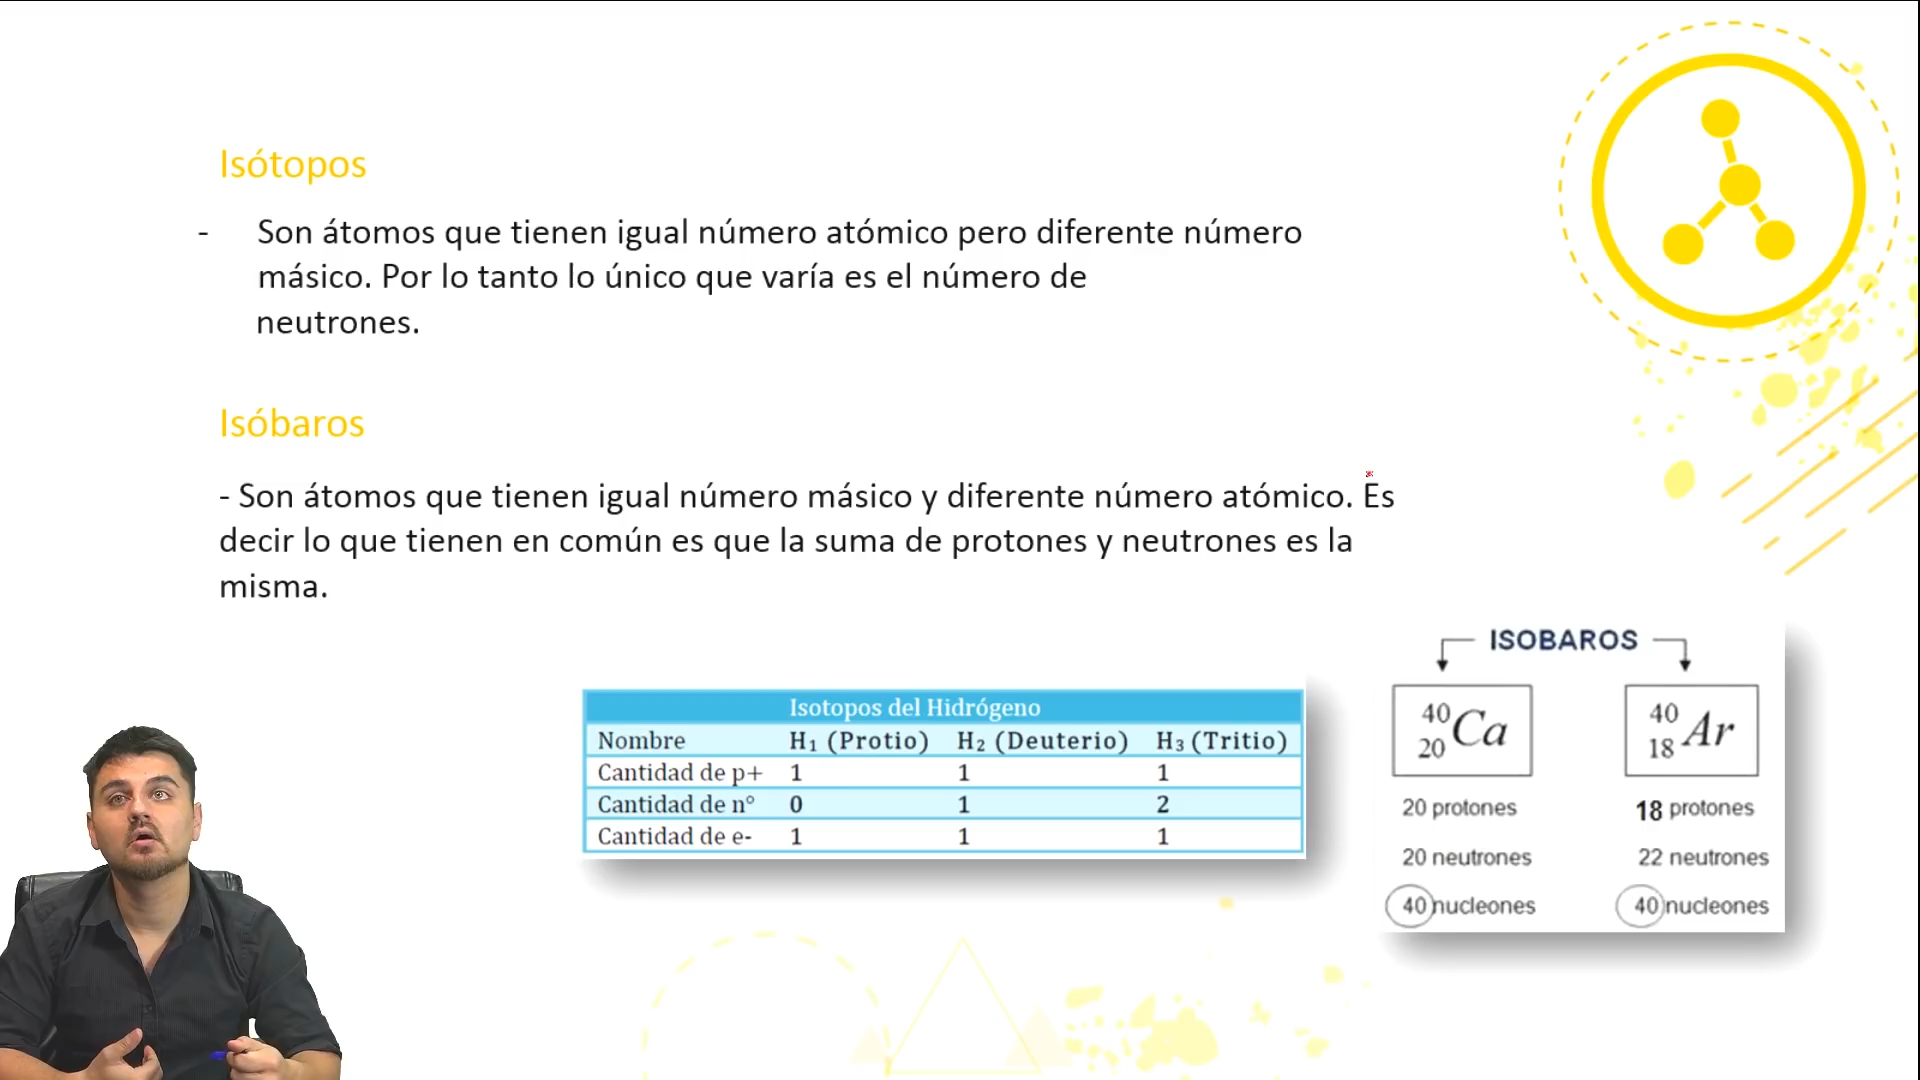 Isótopos
- Son átomos que tienen igual número atómico pero diferente número
másico. Por lo tanto lo único que varía es el número de
neutrones.
Isóbaros
- Son átomos que tienen igual número másico y diferente número atómico. Es
decir lo que tienen en común es que la suma de protones y neutrones es la
misma.
Isotopos del Hidrógeno
Nombre H₁ (Protio) H₂ (Deuterio) H₃ (Tritio)
Cantidad de p+ 1 1 1
Cantidad de n° 0 1 2
Cantidad de e- 1 1 1
ISOBAROS
40 20 Ca 40 18 Ar
20 protones 18 protones
20 neutrones 22 neutrones
40 nucleones 40 nucleones